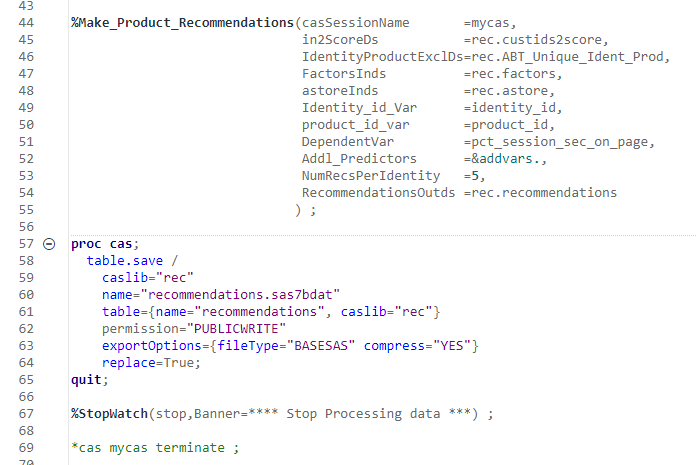 43
44 %Make_Product_Recommendations(casSessionName =mycas,
45 in2ScoreDs =rec.custids2score,
46 IdentityProductExclDs=rec.ABT_Unique_Ident_Prod,
47 FactorsInds =rec.factors,
48 astoreInds =rec.astore,
49 Identity_id_Var =identity_id,
50 product_id_var =product_id,
51 DependentVar =pct_session_sec_on_page,
52 Addl_Predictors =&addvars.,
53 NumRecsPerIdentity =5,
54 RecommendationsOutds =rec.recommendations
55 ) ;
56
57 proc cas;
58 table.save /
59 caslib="rec"
60 name="recommendations.sas7bdat"
61 table={name="recommendations", caslib="rec"}
62 permission="PUBLICWRITE"
63 exportOptions={fileType="BASESAS" compress="YES"}
64 replace=True;
65 quit;
66
67 %StopWatch(stop,Banner=**** Stop Processing data ***) ;
68
69 *cas mycas terminate ;
70